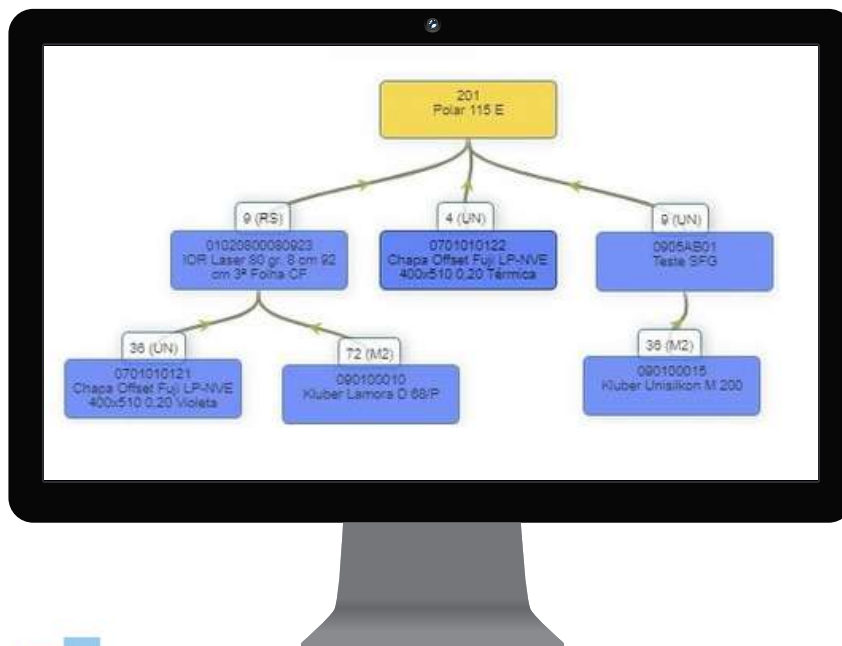 201
Polar 115 E
9 (RS)
4 (UN)
9 (UN)
01020800080923
IOR Laser 80 gr. 8 cm 92
cm 3ª Folha CF
0701010122
Chapa Offset Fuji LP-NVE
400x510 0,20 Térmica
0905AB01
Teste SFG
36 (UN)
72 (M2)
36 (M2)
0701010121
Chapa Offset Fuji LP-NVE
400x510 0,20 Violeta
090100010
Kluber Lamora D 68/P
090100015
Kluber Unisilkon M 200